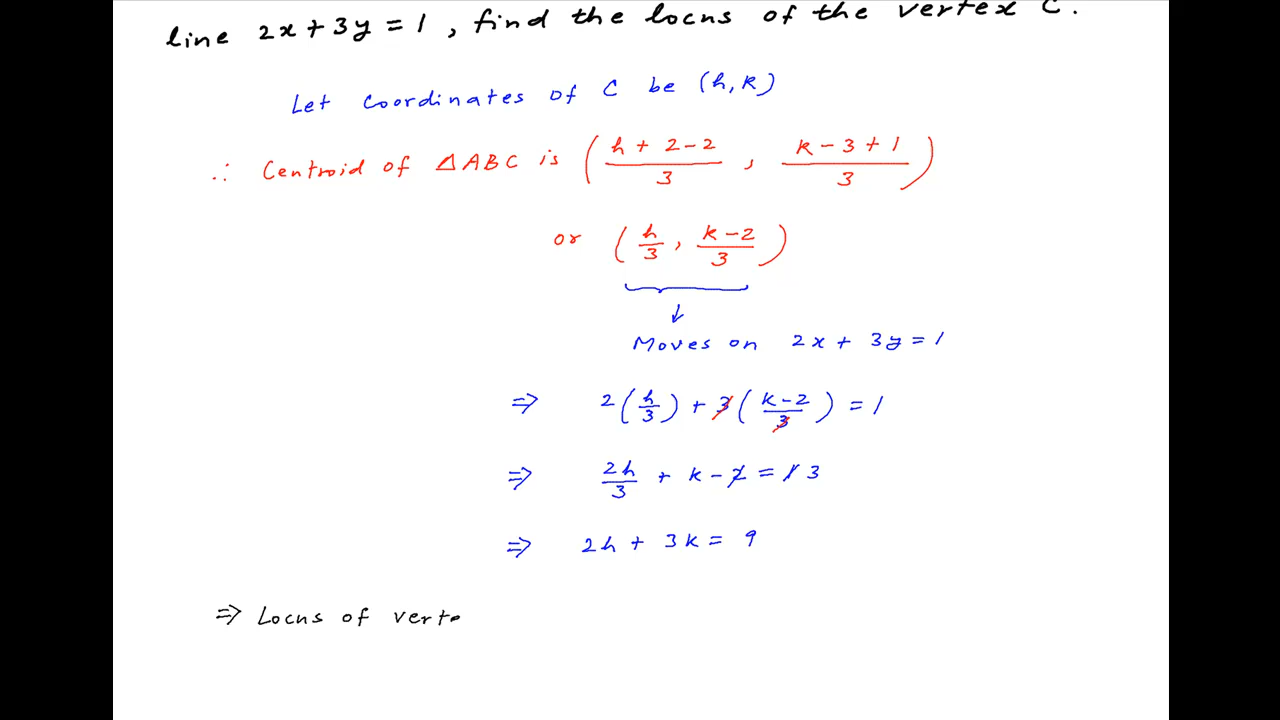 line 2x + 3y = 1 , find the locus of the vertex C.
Let coordinates of C be (h, k)
∴ Centroid of △ABC is ( (h + 2 - 2)/3 , (k - 3 + 1)/3 )
or ( h/3 , (k - 2)/3 )
↓
Moves on 2x + 3y = 1
⇒ 2 ( h/3 ) + 3 ( (k - 2)/3 ) = 1
⇒ 2h/3 + k - 2 = 1 3
⇒ 2h + 3k = 9
⇒ Locus of verte